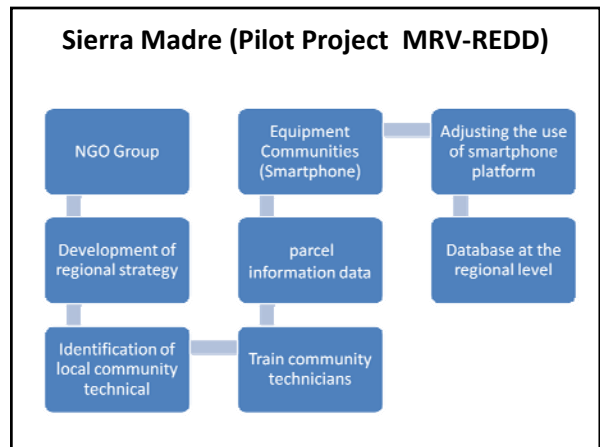 Sierra Madre (Pilot Project MRV-REDD)
NGO Group
Development of
regional strategy
Identification of
local community
technical
Train community
technicians
parcel
information data
Equipment
Communities
(Smartphone)
Adjusting the use
of smartphone
platform
Database at the
regional level